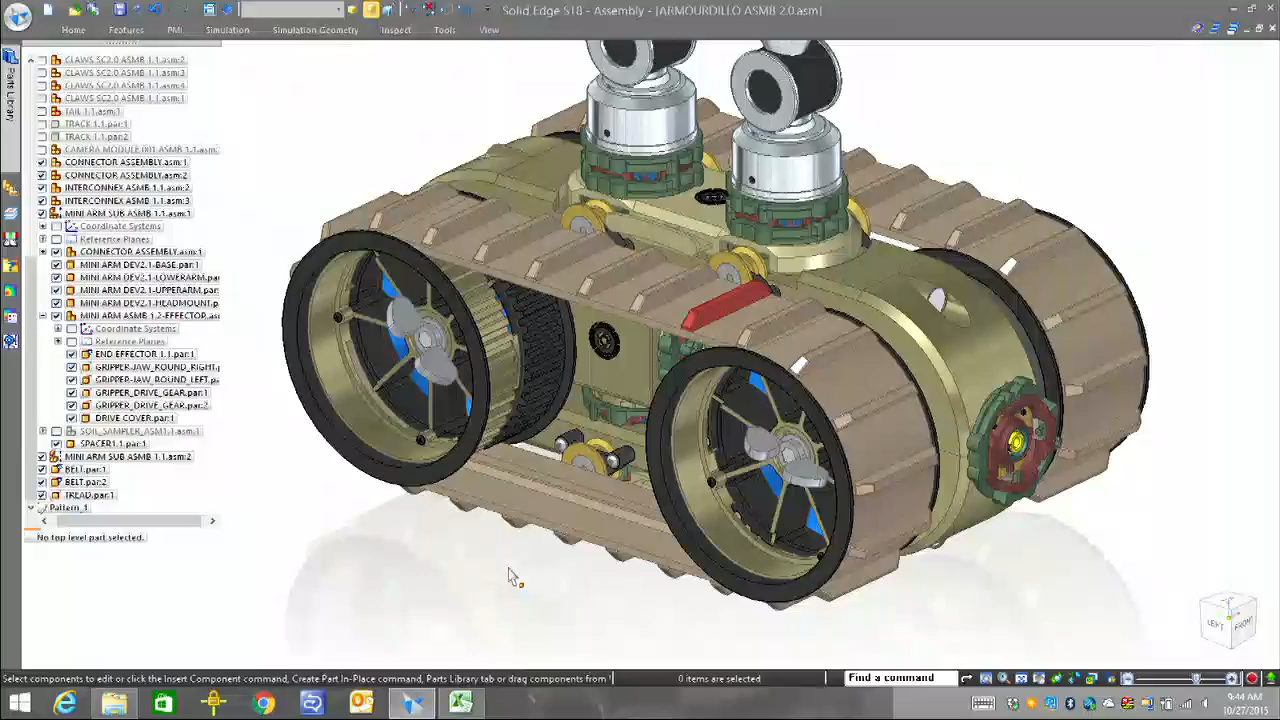 Solid Edge ST8 - Assembly - [ARMOURDILLO ASMB 2.0.asm]
Home Features PMI Simulation Simulation Geometry Inspect Tools View
Parts Library
CLAWS SC2.0 ASMB 1.1.asm:2
CLAWS SC2.0 ASMB 1.1.asm:3
CLAWS SC2.0 ASMB 1.1.asm:4
CLAWS SC2.0 ASMB 1.1.asm:1
TAIL 1.1.asm:1
TRACK 1.1.par:1
TRACK 1.1.par:2
CAMERA MODULE 001 ASMB 1.1.asm:
CONNECTOR ASSEMBLY.asm:1
CONNECTOR ASSEMBLY.asm:2
INTERCONNEX ASMB 1.1.asm:2
INTERCONNEX ASMB 1.1.asm:3
MINI ARM SUB ASMB 1.1.asm:1
Coordinate Systems
Reference Planes
CONNECTOR ASSEMBLY.asm:1
MINI ARM DEV2.1-BASE.par:1
MINI ARM DEV2.1-LOWERARM.par
MINI ARM DEV2.1-UPPERARM.par
MINI ARM DEV2.1-HEADMOUNT.p
MINI ARM ASMB 1.2-EFFECTOR.as
Coordinate Systems
Reference Planes
END EFFECTOR 1.1.par:1
GRIPPER-JAW_ROUND_RIGHT.p
GRIPPER-JAW_ROUND_LEFT.p
GRIPPER_DRIVE_GEAR.par:1
GRIPPER_DRIVE_GEAR.par:2
DRIVE COVER.par:1
SOIL_SAMPLER_ASM1.1.asm:1
SPACER1.1.par:1
MINI ARM SUB ASMB 1.1.asm:2
BELT.par:1
BELT.par:2
TREAD.par:1
Pattern_1
No top level part selected.
LEFT FRONT
Select components to edit or click the Insert Component command, Create Part In-Place command, Parts Library tab or drag components from
0 items are selected
Find a command
9:44 AM
10/27/2015